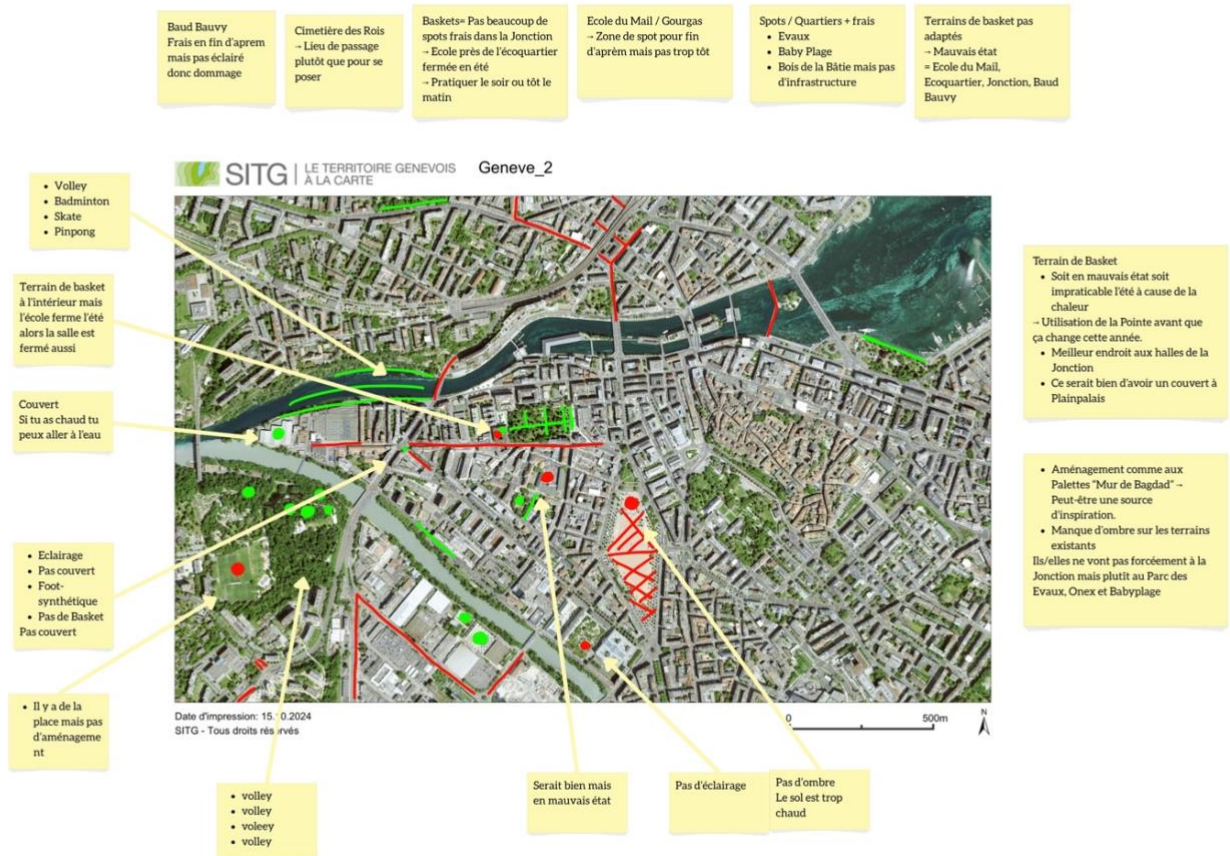 Baud Bauvy
Frais en fin d'aprem
mais pas éclairé
donc dommage
Cimetière des Rois
→ Lieu de passage
plutôt que pour se
poser
Baskets= Pas beaucoup de
spots frais dans la Jonction
→ Ecole près de l'écoquartier
fermée en été
→ Pratiquer le soir ou tôt le
matin
Ecole du Mail / Gourgas
→ Zone de spot pour fin
d'aprèm mais pas trop tôt
Spots / Quartiers + frais
• Evaux
• Baby Plage
• Bois de la Bâtie mais pas
d'infrastructure
Terrains de basket pas
adaptés
→ Mauvais état
= Ecole du Mail,
Ecoquartier, Jonction, Baud
Bauvy
SITG
LE TERRITOIRE GENEVOIS
À LA CARTE
Geneve_2
• Volley
• Badminton
• Skate
• Pinpong
Terrain de basket
à l'intérieur mais
l'école ferme l'été
alors la salle est
fermé aussi
Couvert
Si tu as chaud tu
peux aller à l'eau
• Eclairage
• Pas couvert
• Foot-
synthétique
• Pas de Basket
Pas couvert
• Il y a de la
place mais pas
d'aménageme
nt
Terrain de Basket
• Soit en mauvais état soit
impraticable l'été à cause de la
chaleur
→ Utilisation de la Pointe avant que
ça change cette année.
• Meilleur endroit aux halles de la
Jonction
• Ce serait bien d'avoir un couvert à
Plainpalais
• Aménagement comme aux
Palettes "Mur de Bagdad" →
Peut-être une source
d'inspiration.
• Manque d'ombre sur les terrains
existants
Ils/elles ne vont pas forcéement à la
Jonction mais plutît au Parc des
Evaux, Onex et Babyplage
Date d'impression: 15.10.2024
SITG - Tous droits réservés
0 500m
N
• volley
• volley
• voleey
• volley
Serait bien mais
en mauvais état
Pas d'éclairage
Pas d'ombre
Le sol est trop
chaud